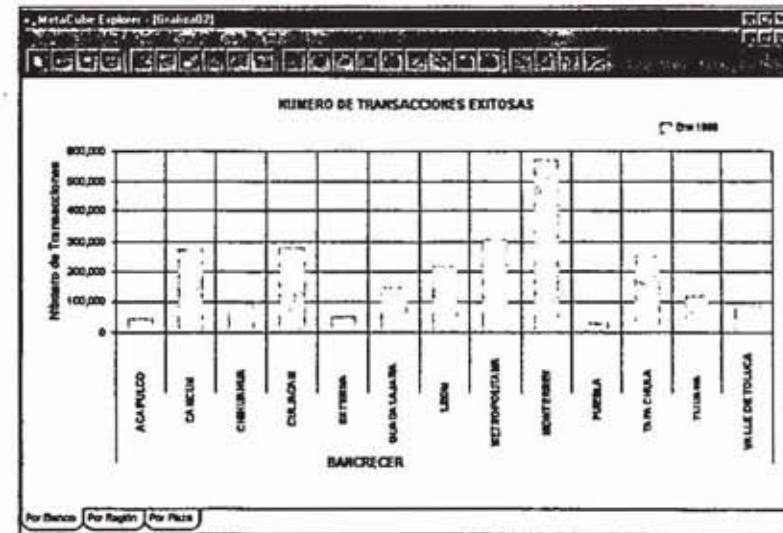 MetaCube Explorer - [Grafica02]
NUMERO DE TRANSACCIONES EXITOSAS
Número de Transacciones
600,000
500,000
400,000
300,000
200,000
100,000
0
ACAPULCO
CANCUN
CHIHUAHUA
CULIACAN
EXTERNA
GUADALAJARA
LEON
METROPOLITANA
MONTERREY
PUEBLA
TAPACHULA
TIJUANA
VALLE DE TOLUCA
BANCRECER
Por Banco
Por Región
Por Plaza